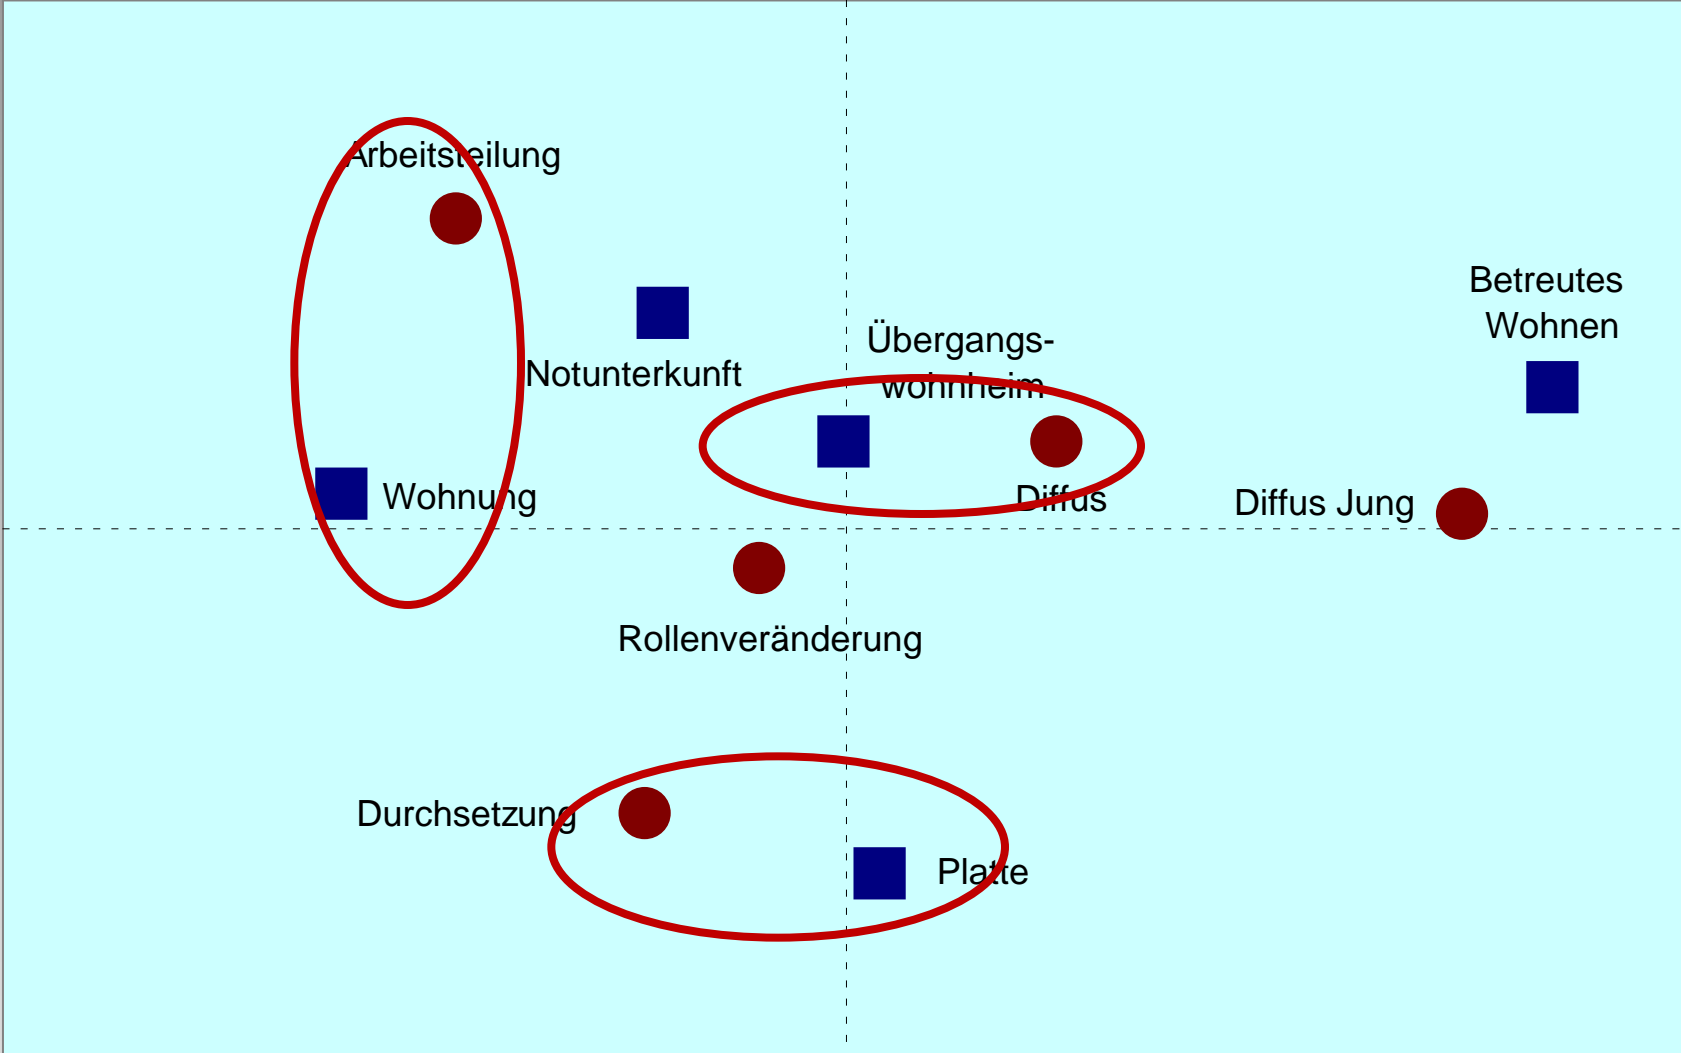 Arbeitsteilung
Betreutes
Wohnen
Übergangs-
wohnheim
Notunterkunft
Wohnung
Diffus
Diffus Jung
Rollenveränderung
Durchsetzung
Platte